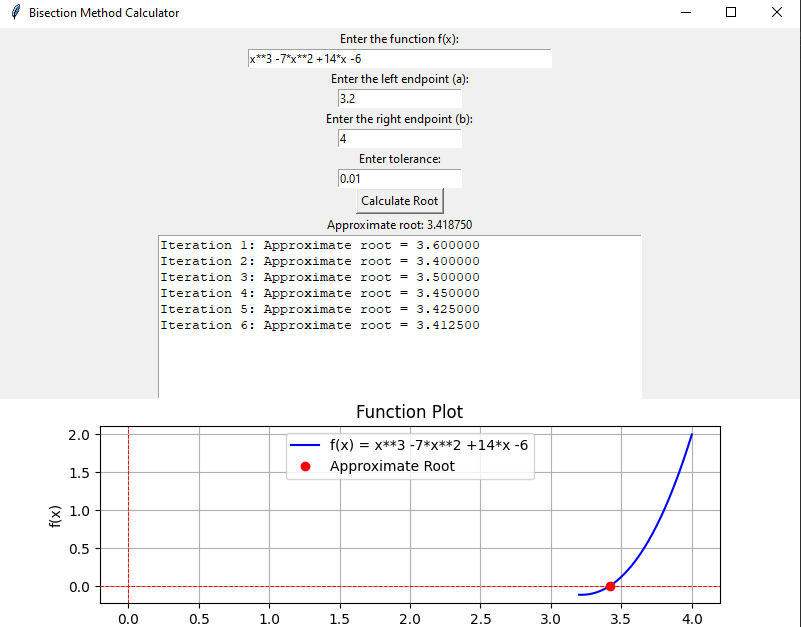 Bisection Method Calculator
Enter the function f(x):
x**3 -7*x**2 +14*x -6
Enter the left endpoint (a):
3.2
Enter the right endpoint (b):
4
Enter tolerance:
0.01
Calculate Root
Approximate root: 3.418750
Iteration 1: Approximate root = 3.600000
Iteration 2: Approximate root = 3.400000
Iteration 3: Approximate root = 3.500000
Iteration 4: Approximate root = 3.450000
Iteration 5: Approximate root = 3.425000
Iteration 6: Approximate root = 3.412500
Function Plot
f(x) = x**3 -7*x**2 +14*x -6
Approximate Root
f(x)
2.0
1.5
1.0
0.5
0.0
0.0 0.5 1.0 1.5 2.0 2.5 3.0 3.5 4.0